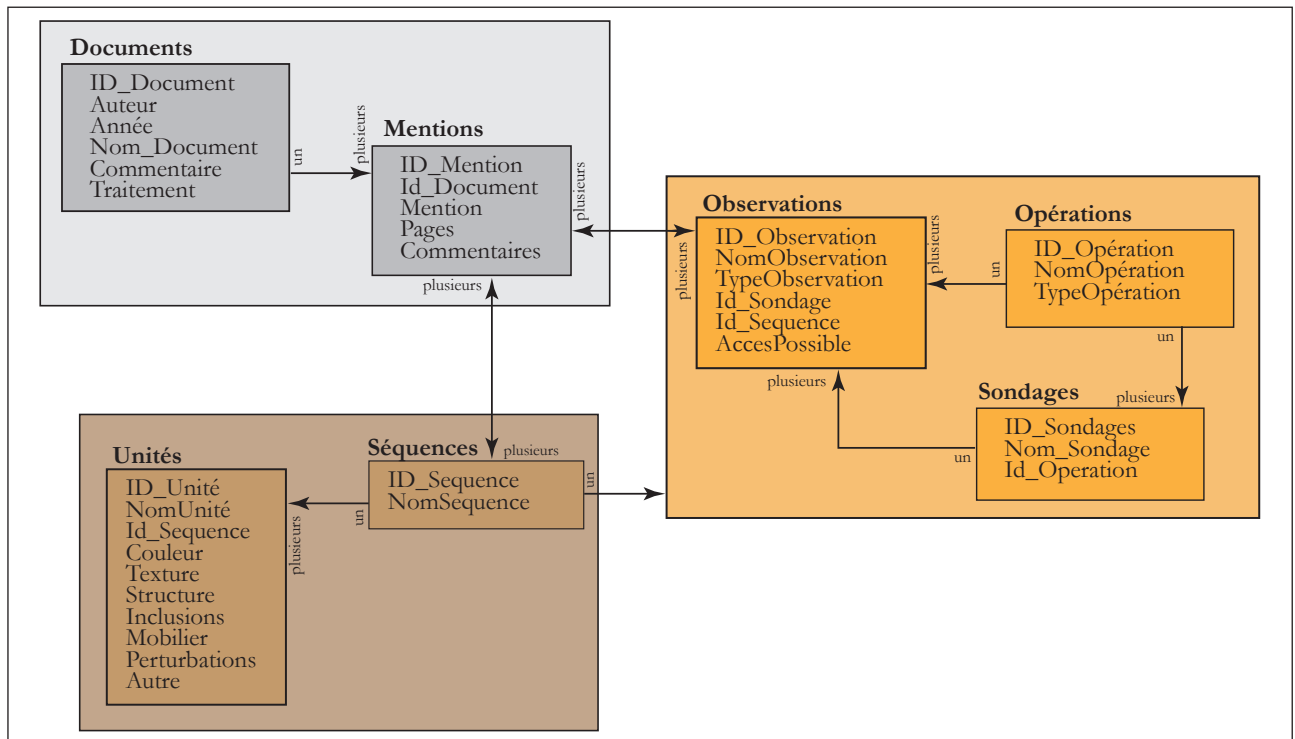 Documents
ID_Document
Auteur
Année
Nom_Document
Commentaire
Traitement
un
plusieurs
Mentions
ID_Mention
Id_Document
Mention
Pages
Commentaires
plusieurs
plusieurs
plusieurs
Observations
ID_Observation
NomObservation
TypeObservation
Id_Sondage
Id_Sequence
AccesPossible
plusieurs
plusieurs
un
Opérations
ID_Opération
NomOpération
TypeOpération
un
plusieurs
Sondages
ID_Sondages
Nom_Sondage
Id_Operation
un
Unités
ID_Unité
NomUnité
Id_Sequence
Couleur
Texture
Structure
Inclusions
Mobilier
Perturbations
Autre
plusieurs
un
Séquences
plusieurs
ID_Sequence
NomSequence
un